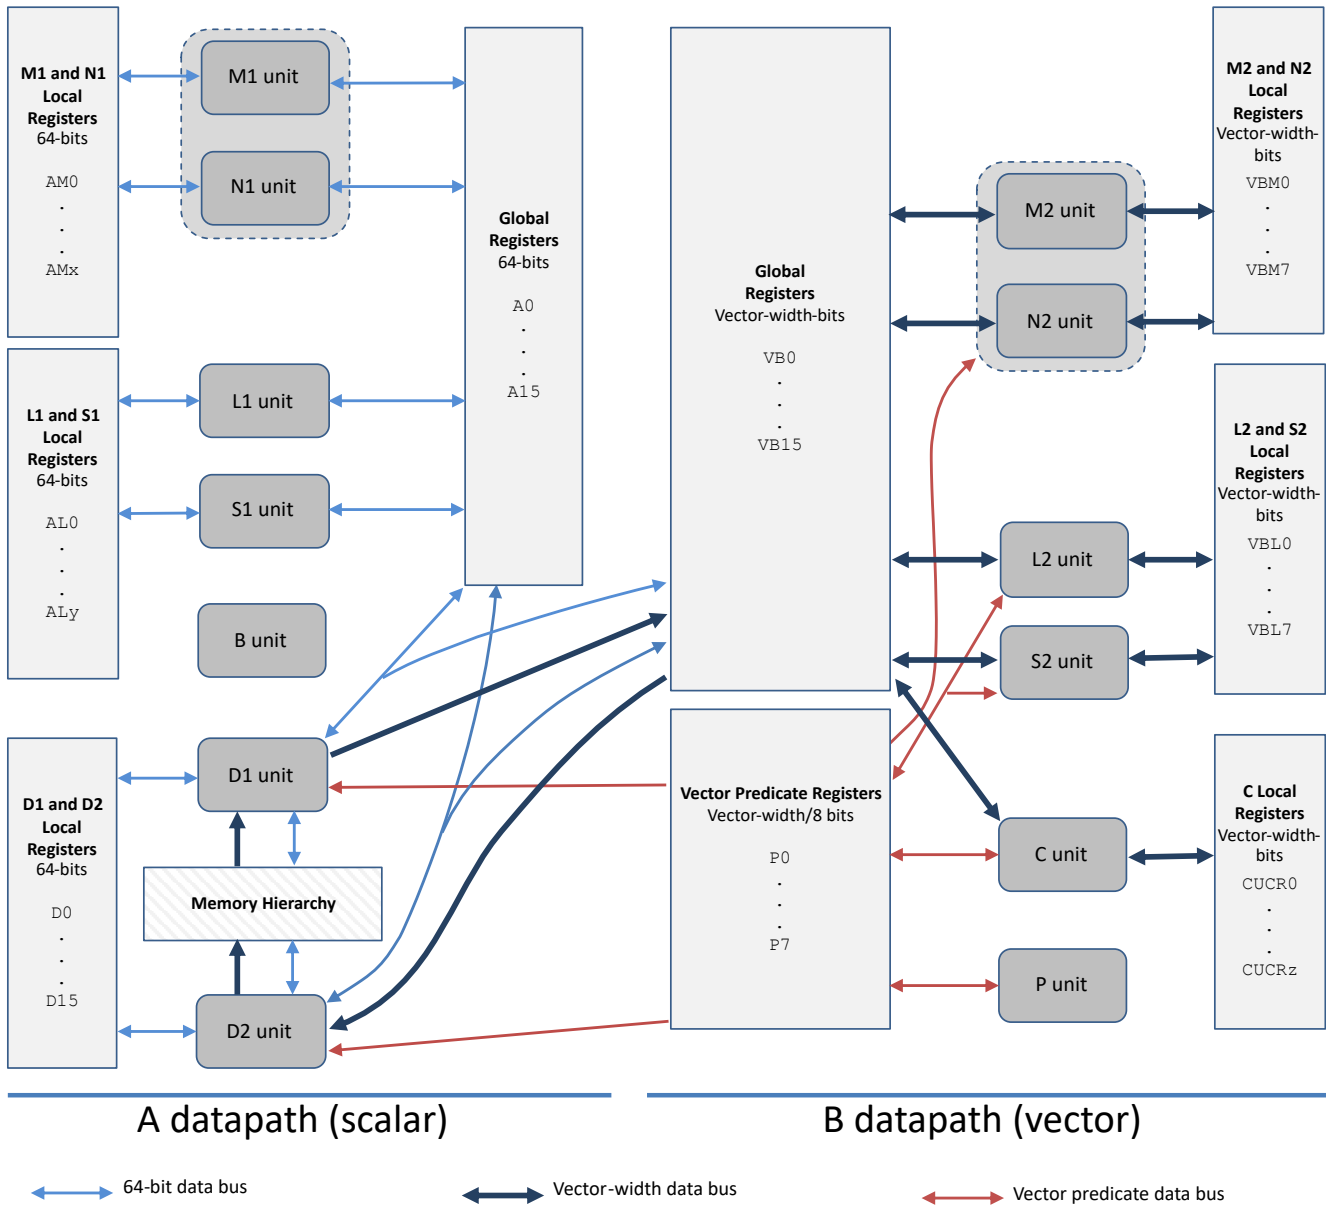 M1 and N1
Local
Registers
64-bits
AM0
.
.
.
AMx
M1 unit
N1 unit
L1 and S1
Local
Registers
64-bits
AL0
.
.
.
ALy
L1 unit
S1 unit
B unit
Global
Registers
64-bits
A0
.
.
.
A15
D1 and D2
Local
Registers
64-bits
D0
.
.
.
D15
D1 unit
Memory Hierarchy
D2 unit
Global
Registers
Vector-width-bits
VB0
.
.
.
VB15
Vector Predicate Registers
Vector-width/8 bits
P0
.
.
.
P7
M2 unit
N2 unit
L2 unit
S2 unit
C unit
P unit
M2 and N2
Local
Registers
Vector-width-
bits
VBM0
.
.
.
VBM7
L2 and S2
Local
Registers
Vector-width-
bits
VBL0
.
.
.
VBL7
C Local
Registers
Vector-width-
bits
CUCR0
.
.
.
CUCRz
A datapath (scalar)
B datapath (vector)
64-bit data bus
Vector-width data bus
Vector predicate data bus